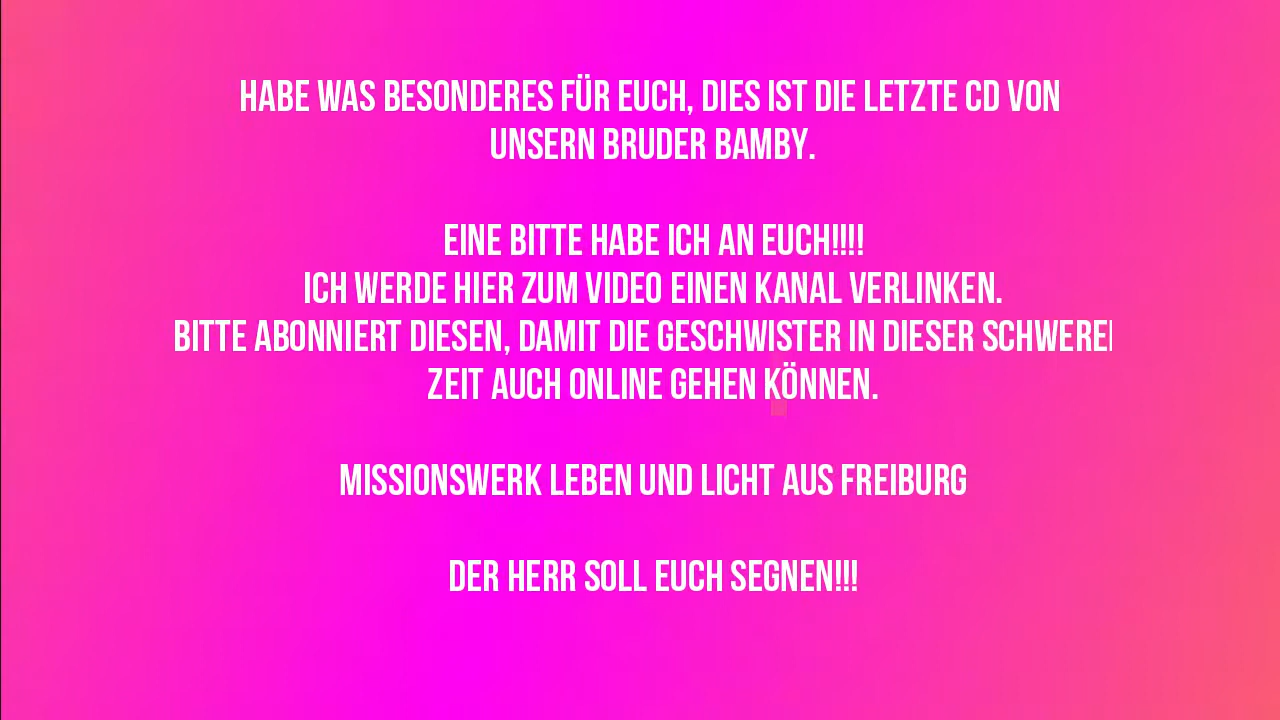 HABE WAS BESONDERES FÜR EUCH, DIES IST DIE LETZTE CD VON
UNSERN BRUDER BAMBY.
EINE BITTE HABE ICH AN EUCH!!!!
ICH WERDE HIER ZUM VIDEO EINEN KANAL VERLINKEN.
BITTE ABONNIERT DIESEN, DAMIT DIE GESCHWISTER IN DIESER SCHWEREN
ZEIT AUCH ONLINE GEHEN KÖNNEN.
MISSIONSWERK LEBEN UND LICHT AUS FREIBURG
DER HERR SOLL EUCH SEGNEN!!!